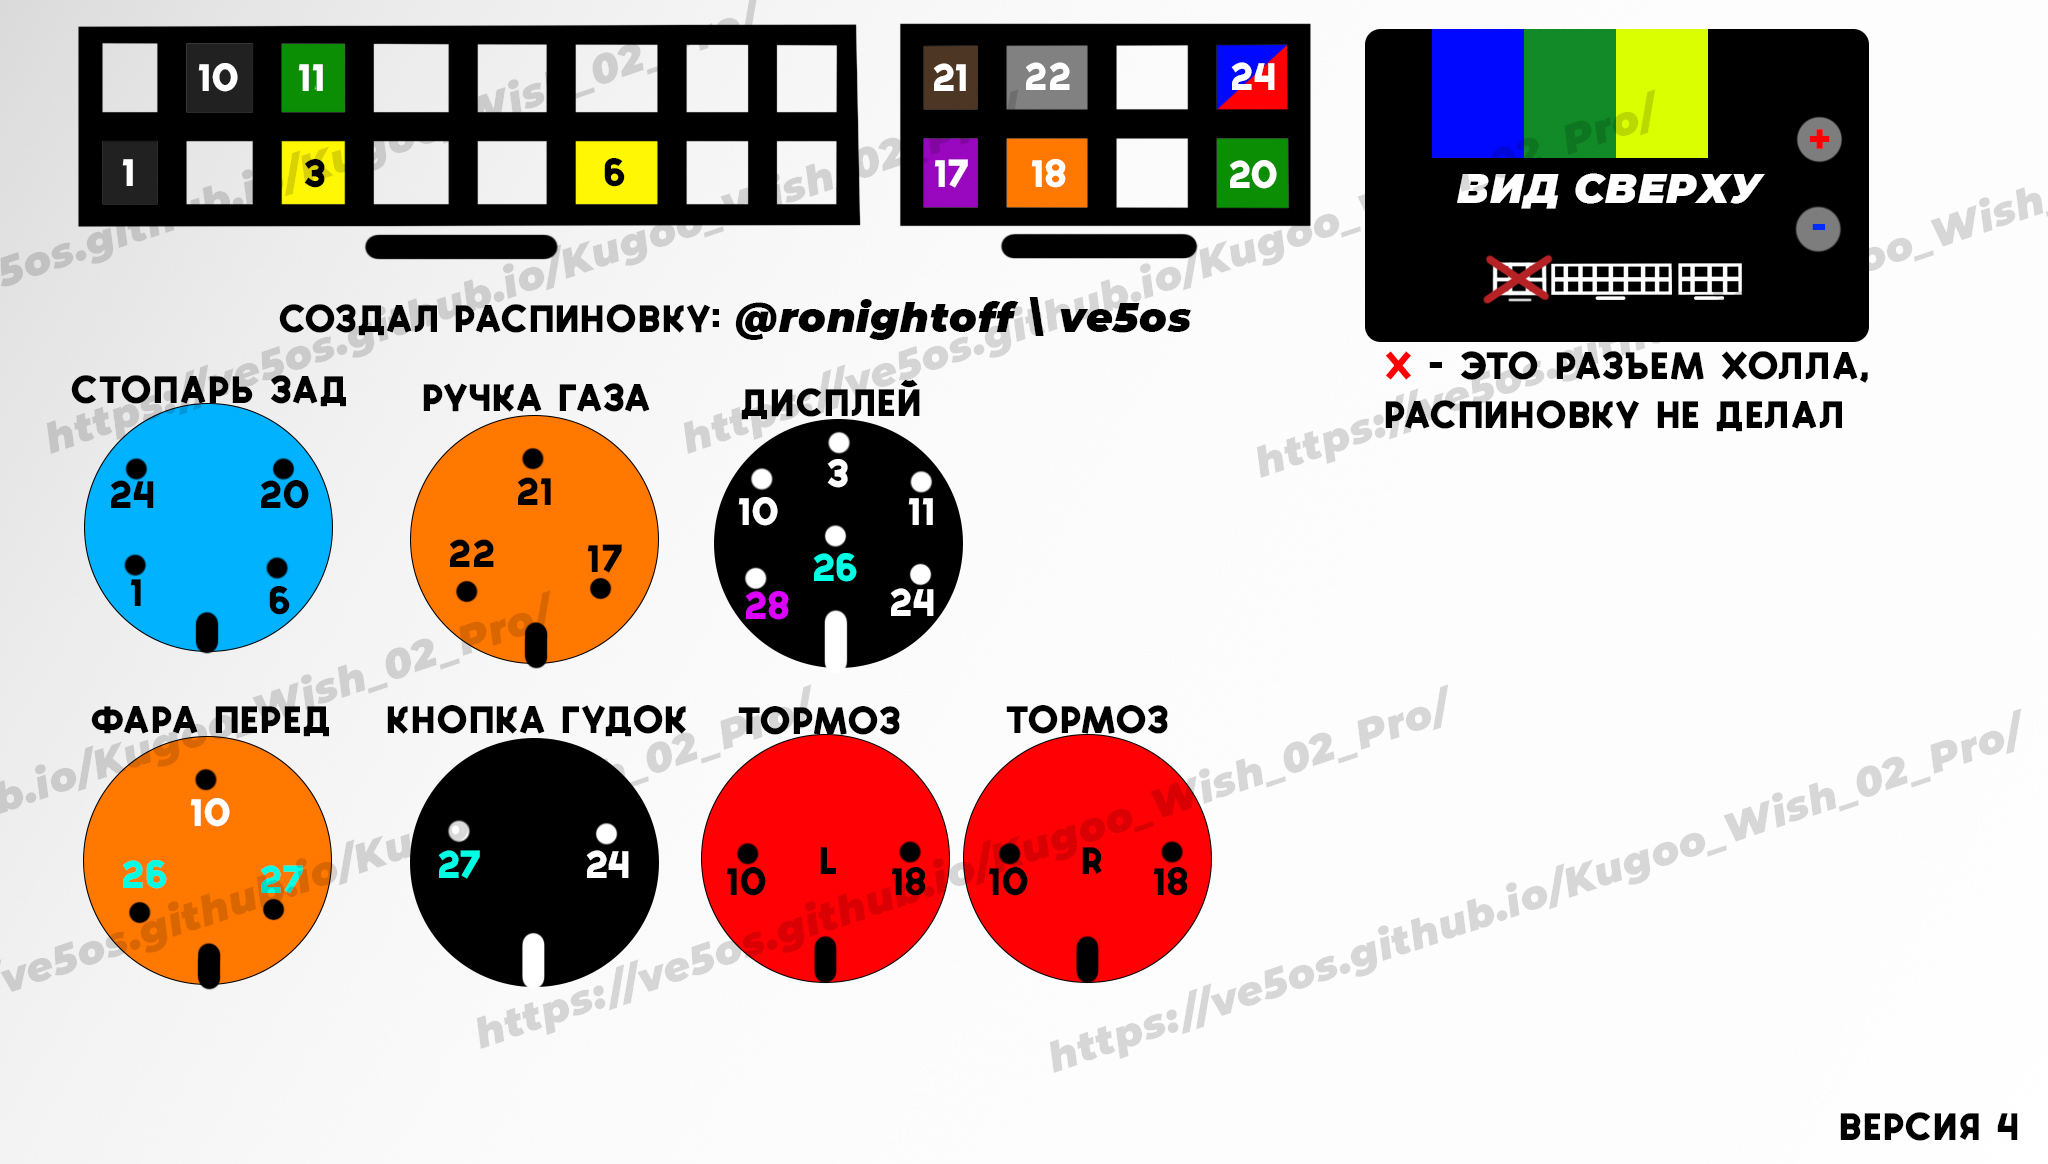 10 11
1 3 6
21 22 24
17 18 20
+
ВИД СВЕРХУ
-
СОЗДАЛ РАСПИНОВКУ: @ronightoff \ ve5os
X - ЭТО РАЗЪЕМ ХОЛЛА,
РАСПИНОВКУ НЕ ДЕЛАЛ
СТОПАРЬ ЗАД
24 20
1 6
РУЧКА ГАЗА
21
22 17
ДИСПЛЕЙ
3
10 11
26
28 24
ФАРА ПЕРЕД
10
26 27
КНОПКА ГУДОК
27 24
ТОРМОЗ
10 L 18
ТОРМОЗ
10 R 18
https://ve5os.github.io/Kugoo_Wish_02_Pro/
ВЕРСИЯ 4